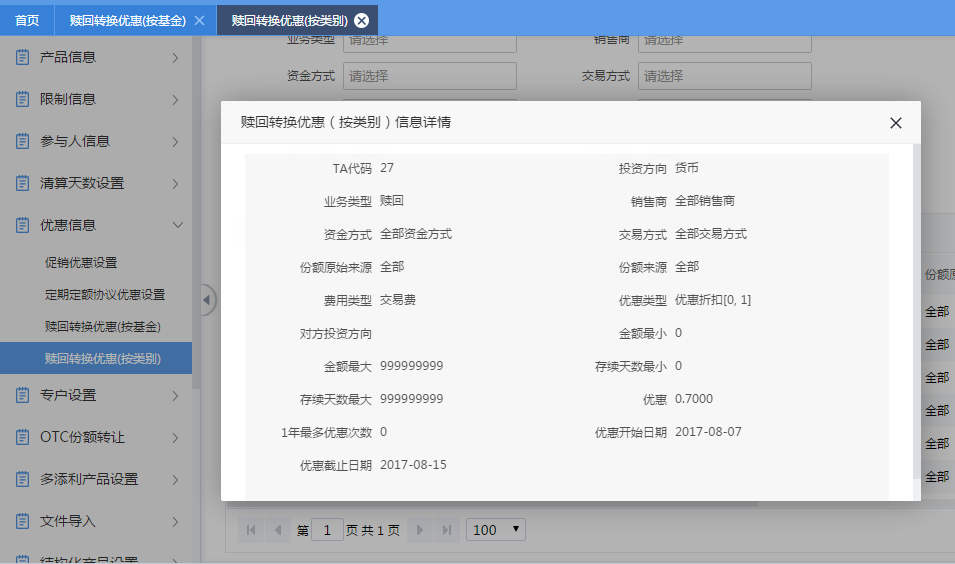 首页 赎回转换优惠(按基金) 赎回转换优惠(按类别)
业务类型 请选择 销售商 请选择
产品信息
资金方式 请选择 交易方式 请选择
限制信息
参与人信息
清算天数设置
优惠信息
促销优惠设置
定期定额协议优惠设置
赎回转换优惠(按基金)
赎回转换优惠(按类别)
专户设置
OTC份额转让
多添利产品设置
文件导入
结构化产品设置
赎回转换优惠（按类别）信息详情
TA代码 27 投资方向 货币
业务类型 赎回 销售商 全部销售商
资金方式 全部资金方式 交易方式 全部交易方式
份额原始来源 全部 份额来源 全部
费用类型 交易费 优惠类型 优惠折扣[0, 1]
对方投资方向 金额最小 0
金额最大 999999999 存续天数最小 0
存续天数最大 999999999 优惠 0.7000
1年最多优惠次数 0 优惠开始日期 2017-08-07
优惠截止日期 2017-08-15
份额
全部
全部
全部
全部
全部
全部
第 1 页 共 1 页 100